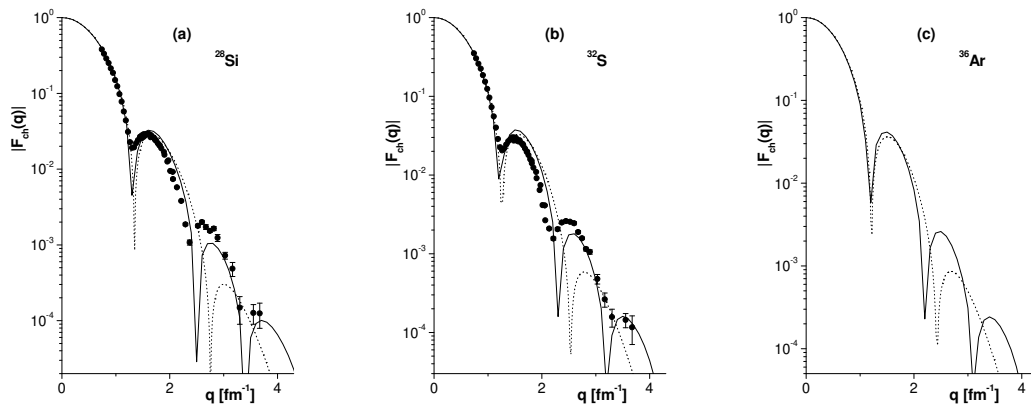 (a)
²⁸Si
|F_ch(q)|
10⁰
10⁻¹
10⁻²
10⁻³
10⁻⁴
0
2
4
q [fm⁻¹]
(b)
³²S
|F_ch(q)|
10⁰
10⁻¹
10⁻²
10⁻³
10⁻⁴
0
2
4
q [fm⁻¹]
(c)
³⁶Ar
|F_ch(q)|
10⁰
10⁻¹
10⁻²
10⁻³
10⁻⁴
0
2
4
q [fm⁻¹]